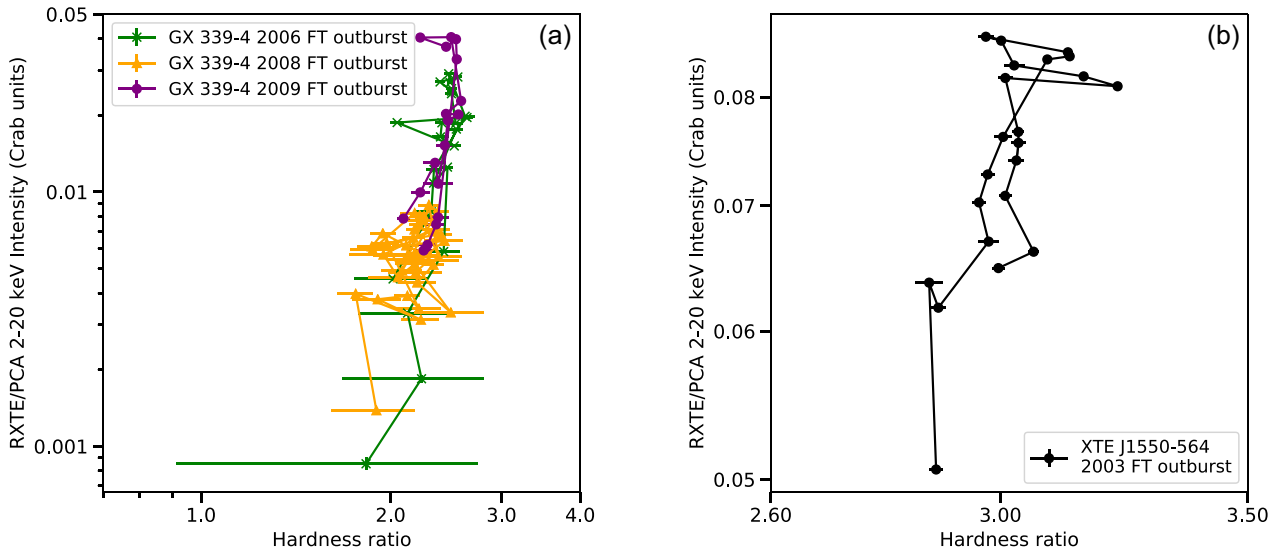 (a)
GX 339-4 2006 FT outburst
GX 339-4 2008 FT outburst
GX 339-4 2009 FT outburst
RXTE/PCA 2-20 keV Intensity (Crab units)
0.05
0.01
0.001
1.0 2.0 3.0 4.0
Hardness ratio
(b)
RXTE/PCA 2-20 keV Intensity (Crab units)
0.08
0.07
0.06
0.05
XTE J1550-564
2003 FT outburst
2.60 3.00 3.50
Hardness ratio